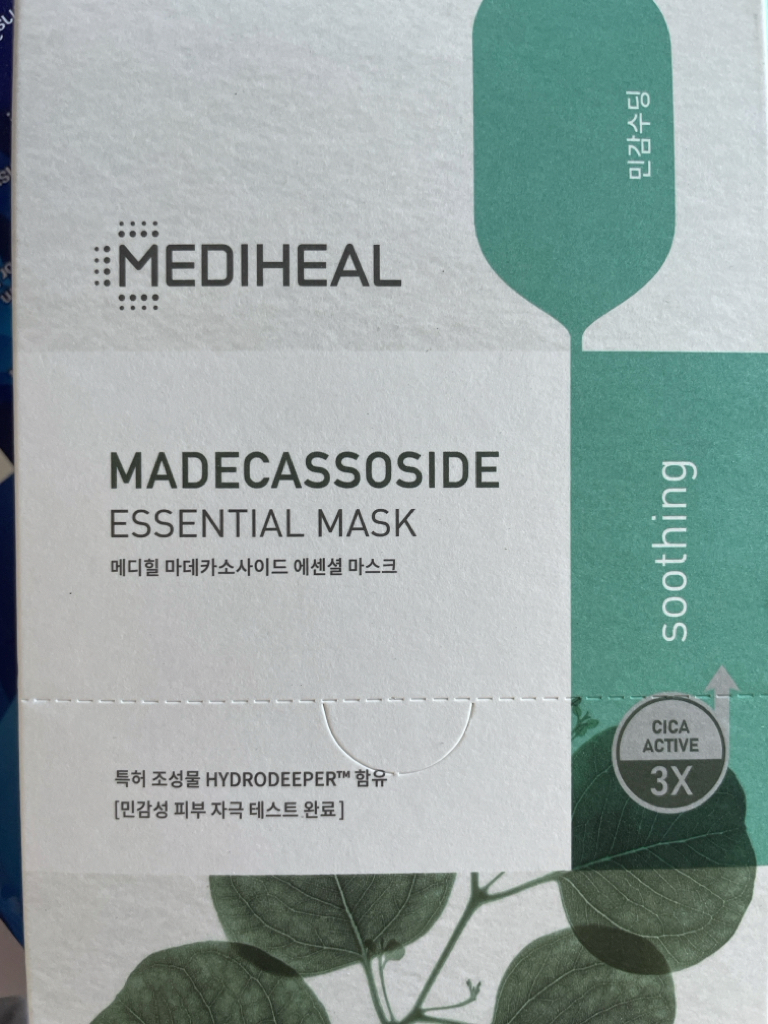 민감수딩
MEDIHEAL
MADECASSOSIDE
ESSENTIAL MASK
메디힐 마데카소사이드 에센셜 마스크
soothing
CICA
ACTIVE
3X
특허 조성물 HYDRODEEPER™ 함유
[민감성 피부 자극 테스트 완료]